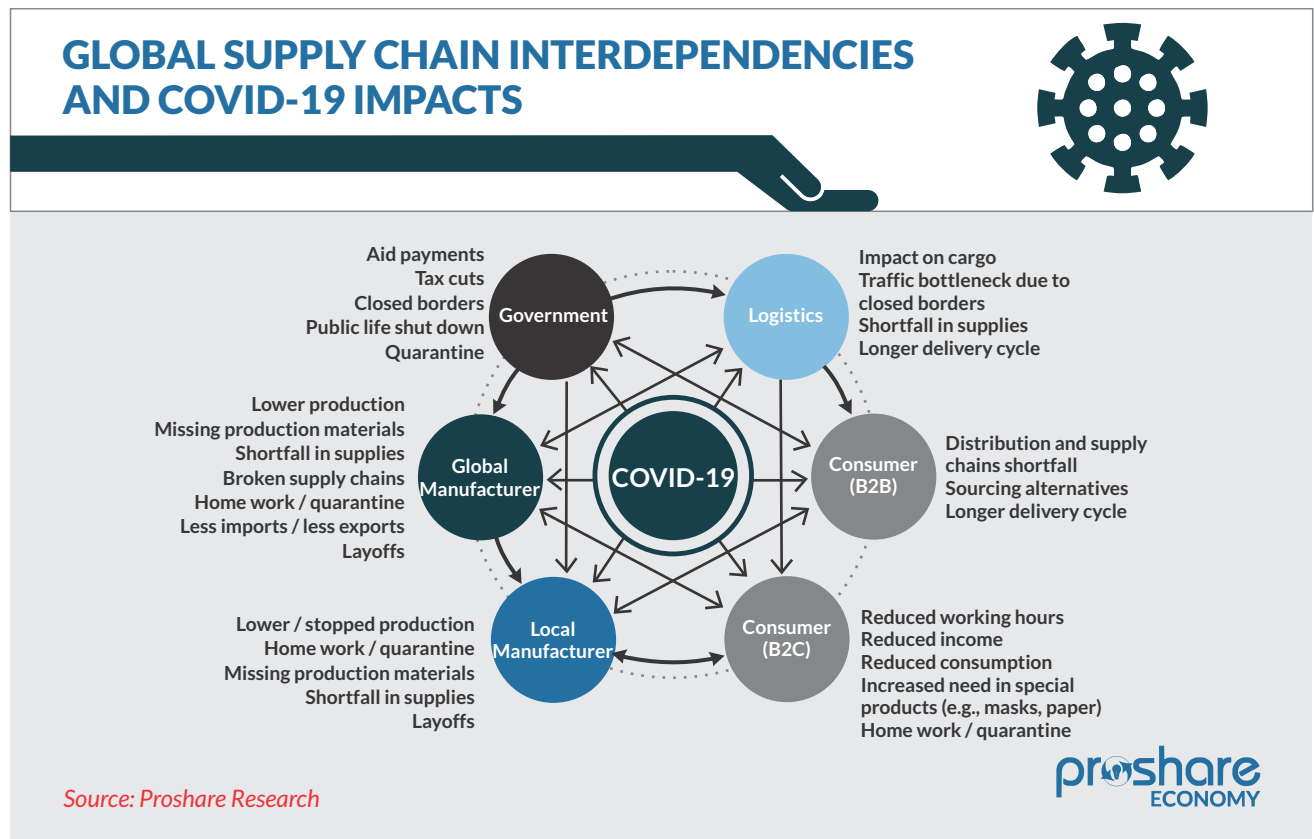 GLOBAL SUPPLY CHAIN INTERDEPENDENCIES
AND COVID-19 IMPACTS
Aid payments
Tax cuts
Closed borders
Public life shut down
Quarantine
Government
Logistics
Impact on cargo
Traffic bottleneck due to
closed borders
Shortfall in supplies
Longer delivery cycle
Lower production
Missing production materials
Shortfall in supplies
Broken supply chains
Home work / quarantine
Less imports / less exports
Layoffs
Global
Manufacturer
COVID-19
Consumer
(B2B)
Distribution and supply
chains shortfall
Sourcing alternatives
Longer delivery cycle
Lower / stopped production
Home work / quarantine
Missing production materials
Shortfall in supplies
Layoffs
Local
Manufacturer
Consumer
(B2C)
Reduced working hours
Reduced income
Reduced consumption
Increased need in special
products (e.g., masks, paper)
Home work / quarantine
Source: Proshare Research
proshare
ECONOMY